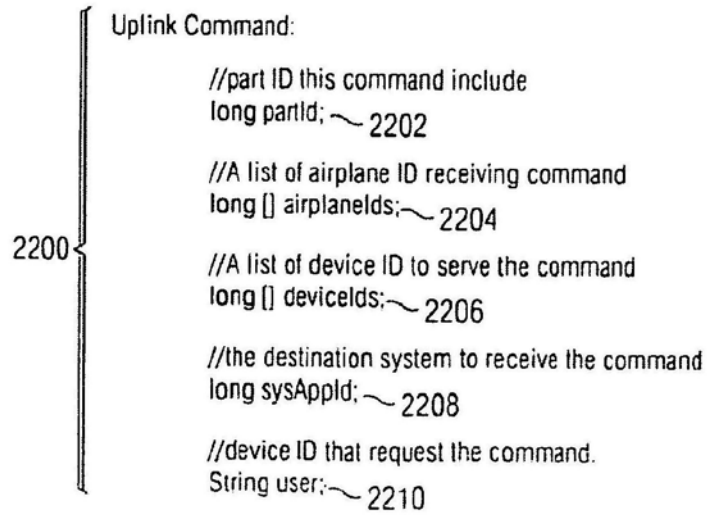 Uplink Command:
//part ID this command include
long partId; 2202
//A list of airplane ID receiving command
long [] airplaneIds; 2204
2200
//A list of device ID to serve the command
long [] deviceIds; 2206
//the destination system to receive the command
long sysAppId; 2208
//device ID that request the command.
String user; 2210